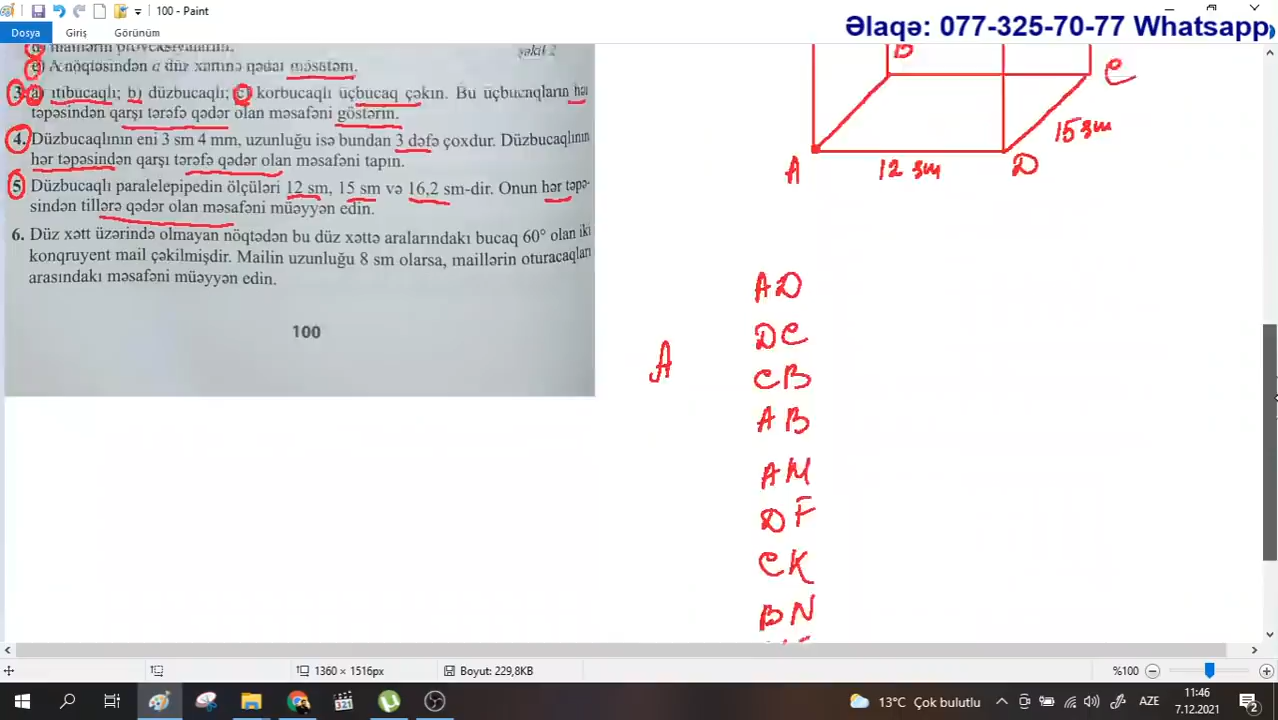 100 - Paint
Əlaqə: 077-325-70-77 Whatsapp
Dosya Giriş Görünüm
şəkil 2
e) A nöqtəsindən a düz xəttinə qədər məsafəni.
3. a) itibucaqlı; b) düzbucaqlı; c) korbucaqlı üçbucaq çəkin. Bu üçbucaqların hər
təpəsindən qarşı tərəfə qədər olan məsafəni göstərin.
4. Düzbucaqlının eni 3 sm 4 mm, uzunluğu isə bundan 3 dəfə çoxdur. Düzbucaqlının
hər təpəsindən qarşı tərəfə qədər olan məsafəni tapın.
5. Düzbucaqlı paralelepipedin ölçüləri 12 sm, 15 sm və 16,2 sm-dir. Onun hər təpə-
sindən tillərə qədər olan məsafəni müəyyən edin.
6. Düz xətt üzərində olmayan nöqtədən bu düz xəttə aralarındakı bucaq 60° olan iki
konqruyent mail çəkilmişdir. Mailin uzunluğu 8 sm olarsa, maillərin oturacaqları
arasındakı məsafəni müəyyən edin.
100
B
C
15 sm
A 12 sm D
A
AD
DC
CB
AB
AM
DF
CK
BN
1360 × 1516px Boyut: 229,8KB %100
13°C Çok bulutlu AZE 11:46
7.12.2021 2